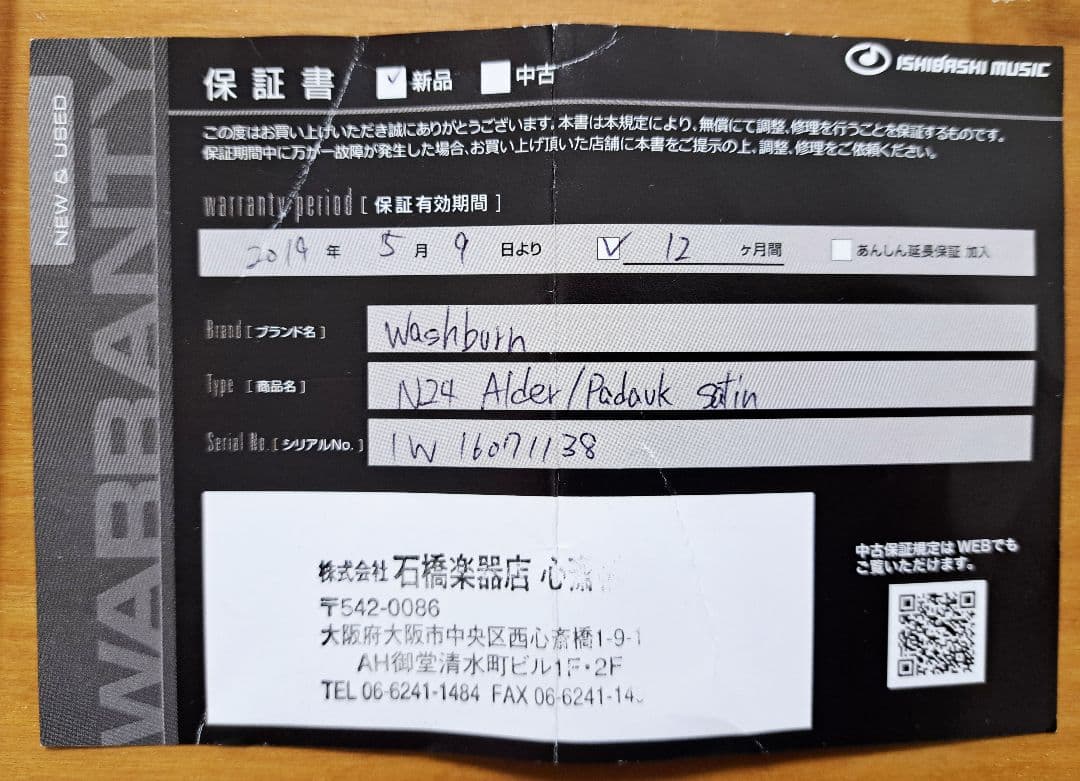 WARRANTY
NEW & USED
保証書 新品 中古
ISHIBASHI MUSIC
この度はお買い上げいただき誠にありがとうございます。本書は本規定により、無償にて調整、修理を行うことを保証するものです。
保証期間中に万が一故障が発生した場合、お買い上げ頂いた店舗に本書をご提示の上、調整、修理をご依頼ください。
warranty period [ 保証有効期間 ]
2019 年 5 月 9 日より 12 ヶ月間 あんしん延長保証 加入
Brand [ ブランド名 ] Washburn
Type [ 商品名 ] N24 Alder/Padauk satin
Serial No. [ シリアルNo. ] IW 16071138
株式会社 石橋楽器店 心斎
〒542-0086
大阪府大阪市中央区西心斎橋1-9-1
AH御堂清水町ビル1F・2F
TEL 06-6241-1484 FAX 06-6241-14
中古保証規定は WEBでも
ご覧いただけます。